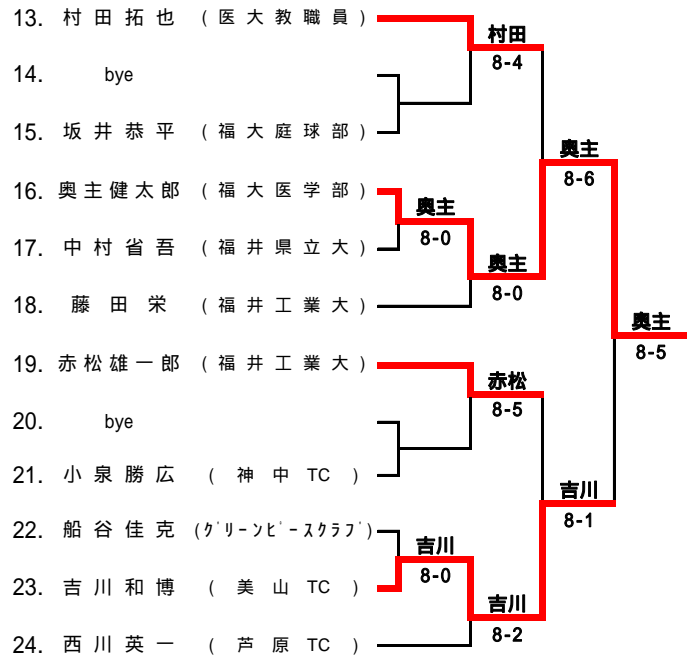 13. 村田拓也 (医大教職員)
村田
8-4
14. bye
15. 坂井恭平 (福大庭球部)
奥主
8-6
16. 奥主健太郎 (福大医学部)
奥主
8-0
17. 中村省吾 (福井県立大)
奥主
8-0
18. 藤田栄 (福井工業大)
奥主
8-5
19. 赤松雄一郎 (福井工業大)
赤松
8-5
20. bye
21. 小泉勝広 (神中TC)
吉川
8-1
22. 船谷佳克 (グリーンピースクラブ)
吉川
8-0
23. 吉川和博 (美山TC)
吉川
8-2
24. 西川英一 (芦原TC)